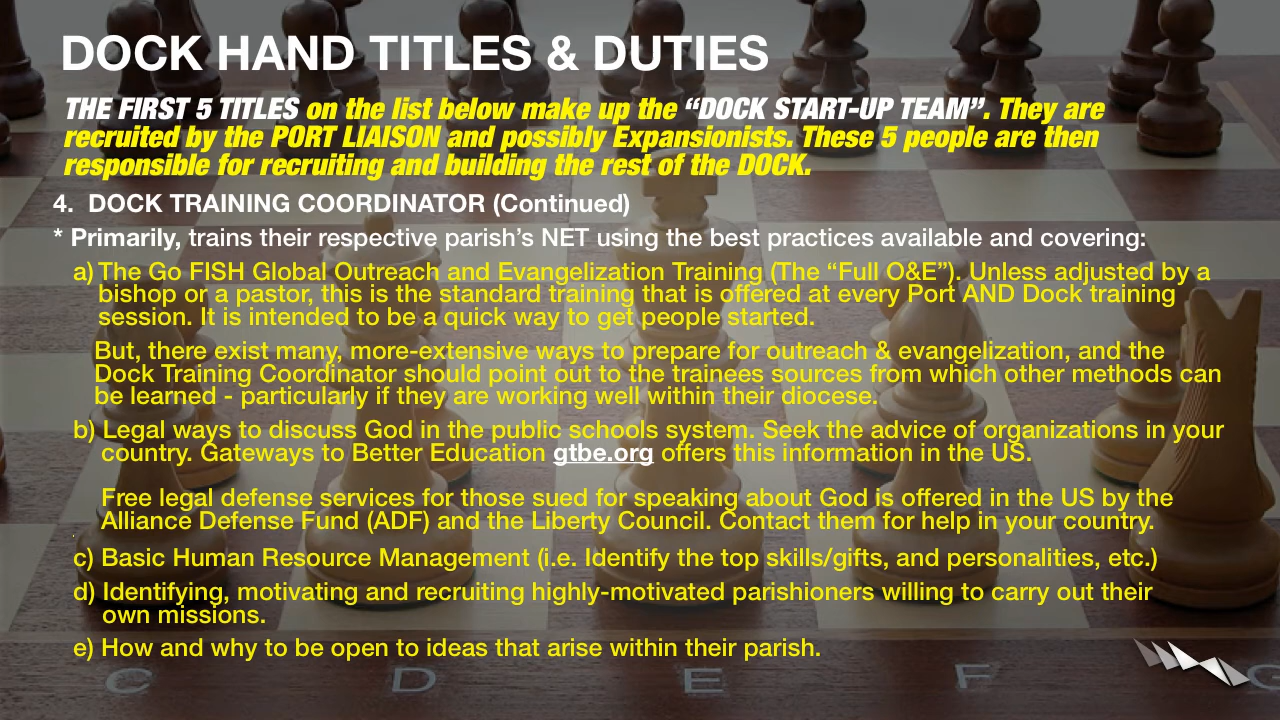 DOCK HAND TITLES & DUTIES
THE FIRST 5 TITLES on the list below make up the “DOCK START-UP TEAM”. They are
recruited by the PORT LIAISON and possibly Expansionists. These 5 people are then
responsible for recruiting and building the rest of the DOCK.
4. DOCK TRAINING COORDINATOR (Continued)
* Primarily, trains their respective parish’s NET using the best practices available and covering:
a) The Go FISH Global Outreach and Evangelization Training (The “Full O&E”). Unless adjusted by a
bishop or a pastor, this is the standard training that is offered at every Port AND Dock training
session. It is intended to be a quick way to get people started.
But, there exist many, more-extensive ways to prepare for outreach & evangelization, and the
Dock Training Coordinator should point out to the trainees sources from which other methods can
be learned - particularly if they are working well within their diocese.
b) Legal ways to discuss God in the public schools system. Seek the advice of organizations in your
country. Gateways to Better Education gtbe.org offers this information in the US.
Free legal defense services for those sued for speaking about God is offered in the US by the
Alliance Defense Fund (ADF) and the Liberty Council. Contact them for help in your country.
c) Basic Human Resource Management (i.e. Identify the top skills/gifts, and personalities, etc.)
d) Identifying, motivating and recruiting highly-motivated parishioners willing to carry out their
own missions.
e) How and why to be open to ideas that arise within their parish.
C D E F G